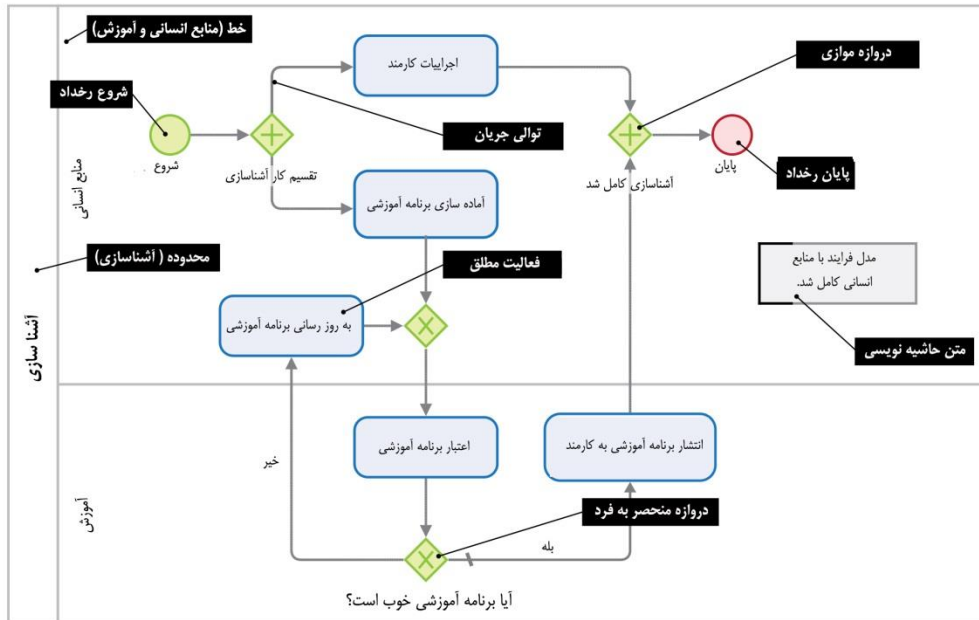 خط (منابع انسانی و آموزش)
اجراییات کارمند
دروازه موازی
شروع رخداد
توالی جریان
شروع
تقسیم کار آشناسازی
آشناسازی کامل شد
پایان
پایان رخداد
منابع انسانی
آماده سازی برنامه آموزشی
محدوده ( آشناسازی)
فعالیت مطلق
مدل فرایند با منابع
انسانی کامل شد.
به روز رسانی برنامه آموزشی
متن حاشیه نویسی
آشنا سازی
اعتبار برنامه آموزشی
انتشار برنامه آموزشی به کارمند
خیر
آموزش
دروازه منحصر به فرد
بله
آیا برنامه آموزشی خوب است؟